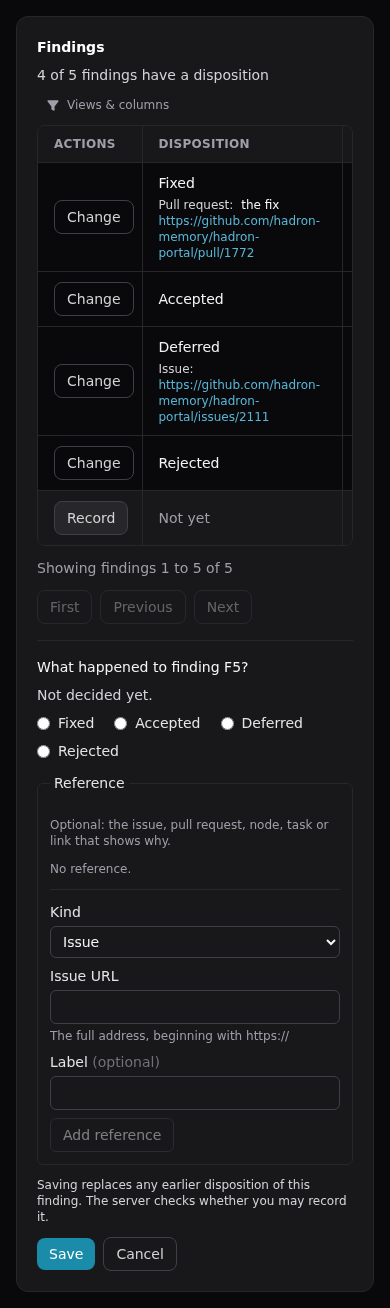 Findings
4 of 5 findings have a disposition
Views & columns
ACTIONS DISPOSITION
Fixed
Change Pull request: the fix
https://github.com/hadron-
memory/hadron-
portal/pull/1772
Change Accepted
Deferred
Change Issue:
https://github.com/hadron-
memory/hadron-
portal/issues/2111
Change Rejected
Record Not yet
Showing findings 1 to 5 of 5
First Previous Next
What happened to finding F5?
Not decided yet.
Fixed Accepted Deferred
Rejected
Reference
Optional: the issue, pull request, node, task or
link that shows why.
No reference.
Kind
Issue
Issue URL
The full address, beginning with https://
Label (optional)
Add reference
Saving replaces any earlier disposition of this
finding. The server checks whether you may record
it.
Save Cancel